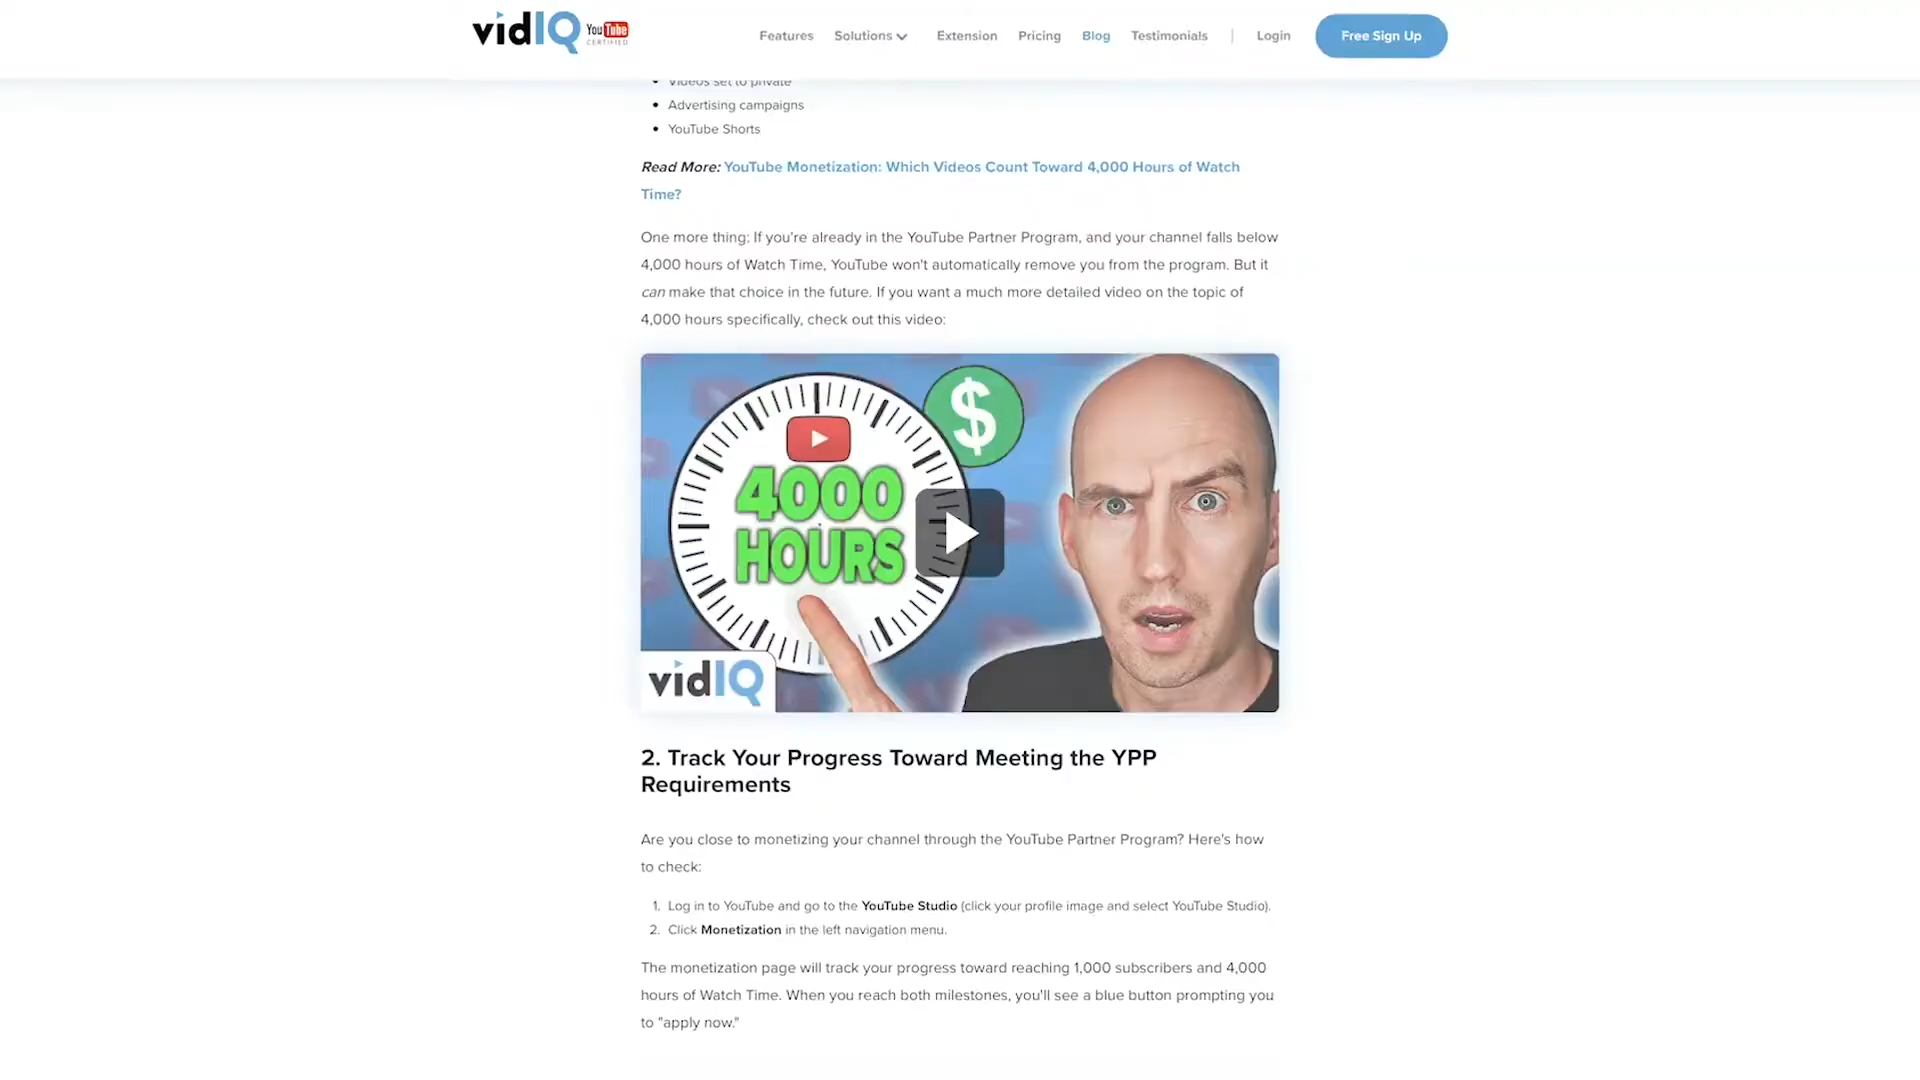 vidIQ YouTube CERTIFIED Features Solutions Extension Pricing Blog Testimonials | Login Free Sign Up
Videos set to private
Advertising campaigns
YouTube Shorts
Read More: YouTube Monetization: Which Videos Count Toward 4,000 Hours of Watch
Time?
One more thing: If you're already in the YouTube Partner Program, and your channel falls below
4,000 hours of Watch Time, YouTube won't automatically remove you from the program. But it
can make that choice in the future. If you want a much more detailed video on the topic of
4,000 hours specifically, check out this video:
$
4000
HOURS
vidIQ
2. Track Your Progress Toward Meeting the YPP
Requirements
Are you close to monetizing your channel through the YouTube Partner Program? Here's how
to check:
1. Log in to YouTube and go to the YouTube Studio (click your profile image and select YouTube Studio).
2. Click Monetization in the left navigation menu.
The monetization page will track your progress toward reaching 1,000 subscribers and 4,000
hours of Watch Time. When you reach both milestones, you'll see a blue button prompting you
to "apply now."